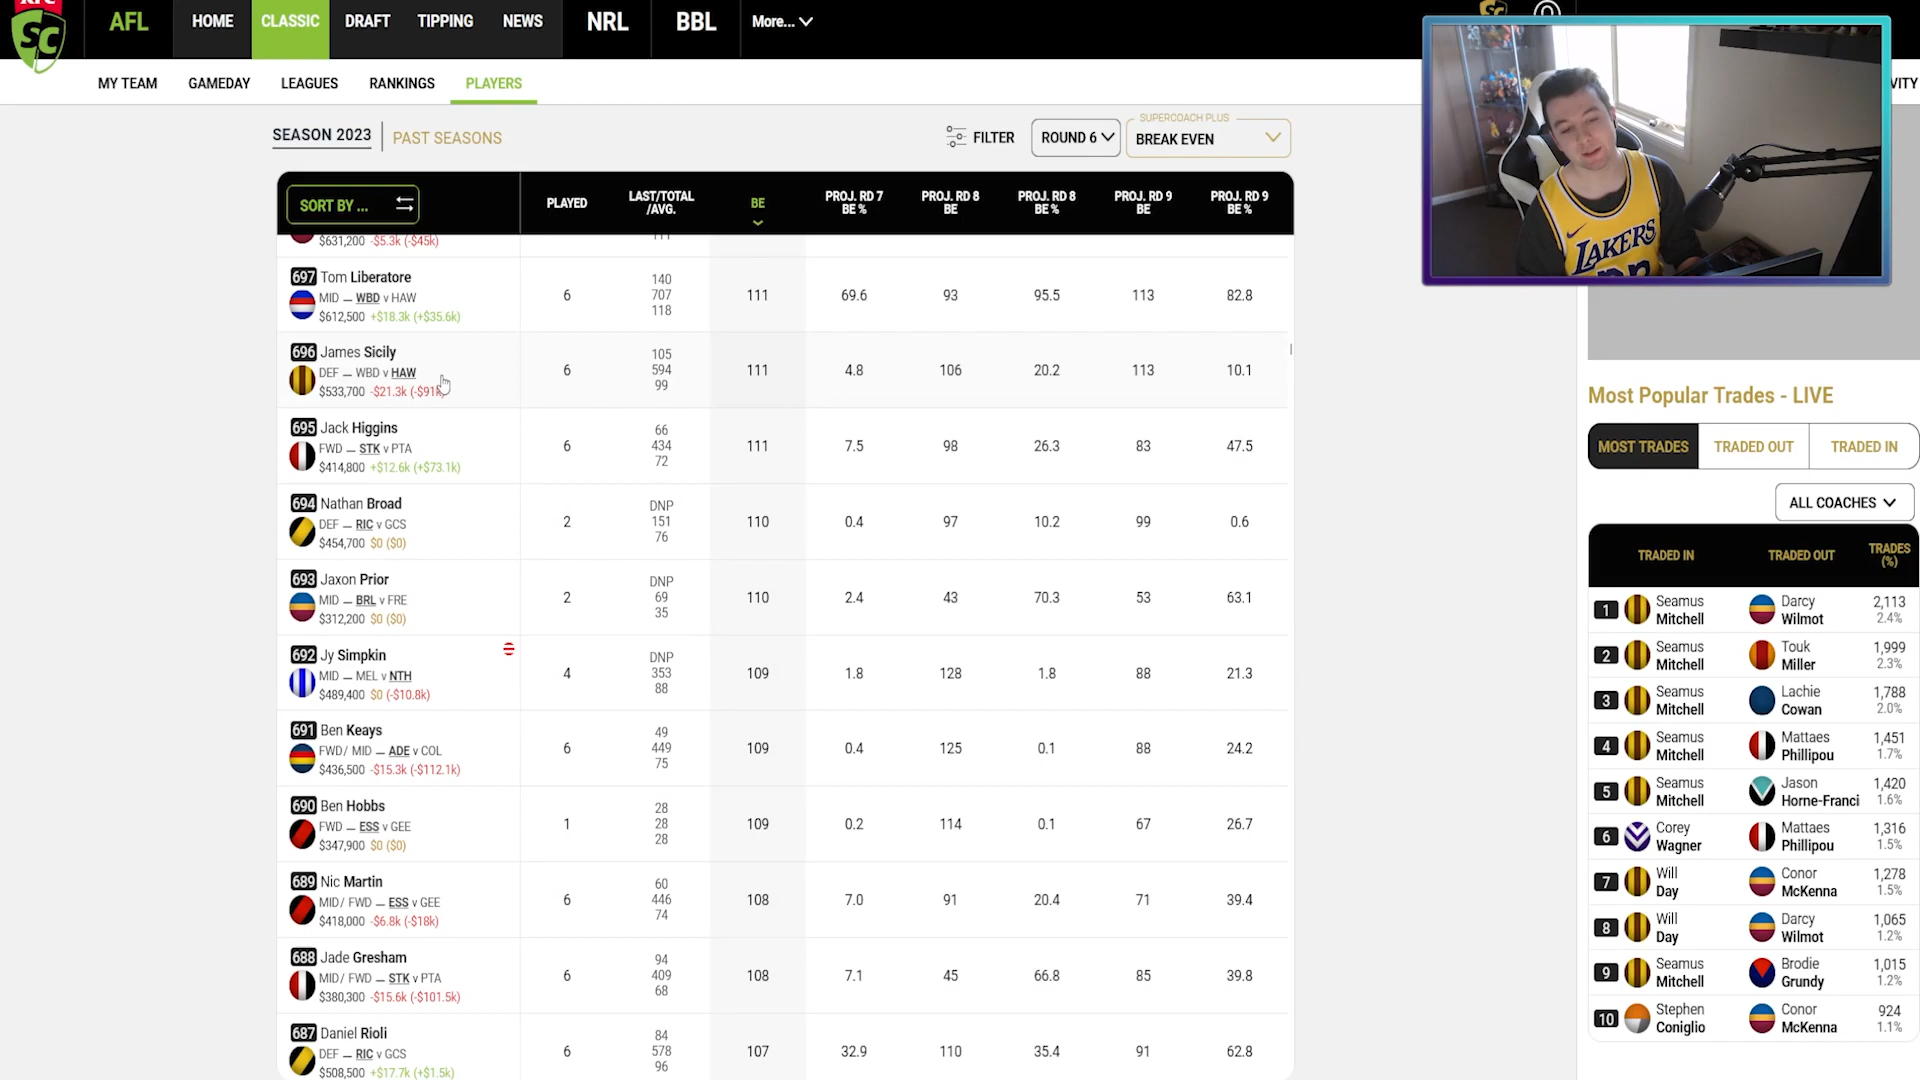 KFC
SC
AFL
HOME
CLASSIC
DRAFT
TIPPING
NEWS
NRL
BBL
More...
MY TEAM
GAMEDAY
LEAGUES
RANKINGS
PLAYERS
VITY
SEASON 2023
PAST SEASONS
FILTER
ROUND 6
SUPERCOACH PLUS
BREAK EVEN
LAKERS
SORT BY ...
PLAYED
LAST/TOTAL
/AVG.
BE
PROJ. RD 7
BE %
PROJ. RD 8
BE
PROJ. RD 8
BE %
PROJ. RD 9
BE
PROJ. RD 9
BE %
$631,200 -$5.3k (-$45k)
111
697 Tom Liberatore
MID — WBD v HAW
$612,500 +$18.3k (+$35.6k)
6
140
707
118
111
69.6
93
95.5
113
82.8
696 James Sicily
DEF — WBD v HAW
$533,700 -$21.3k (-$91k)
6
105
594
99
111
4.8
106
20.2
113
10.1
695 Jack Higgins
FWD — STK v PTA
$414,800 +$12.6k (+$73.1k)
6
66
434
72
111
7.5
98
26.3
83
47.5
694 Nathan Broad
DEF — RIC v GCS
$454,700 $0 ($0)
2
DNP
151
76
110
0.4
97
10.2
99
0.6
693 Jaxon Prior
MID — BRL v FRE
$312,200 $0 ($0)
2
DNP
69
35
110
2.4
43
70.3
53
63.1
692 Jy Simpkin
MID — MEL v NTH
$489,400 $0 (-$10.8k)
4
DNP
353
88
109
1.8
128
1.8
88
21.3
691 Ben Keays
FWD/ MID — ADE v COL
$436,500 -$15.3k (-$112.1k)
6
49
449
75
109
0.4
125
0.1
88
24.2
690 Ben Hobbs
FWD — ESS v GEE
$347,900 $0 ($0)
1
28
28
28
109
0.2
114
0.1
67
26.7
689 Nic Martin
MID/ FWD — ESS v GEE
$418,000 -$6.8k (-$18k)
6
60
446
74
108
7.0
91
20.4
71
39.4
688 Jade Gresham
MID/ FWD — STK v PTA
$380,300 -$15.6k (-$101.5k)
6
94
409
68
108
7.1
45
66.8
85
39.8
687 Daniel Rioli
DEF — RIC v GCS
$508,500 +$17.7k (+$1.5k)
6
84
578
96
107
32.9
110
35.4
91
62.8
Most Popular Trades - LIVE
MOST TRADES
TRADED OUT
TRADED IN
ALL COACHES
TRADED IN
TRADED OUT
TRADES
(%)
1
Seamus
Mitchell
Darcy
Wilmot
2,113
2.4%
2
Seamus
Mitchell
Touk
Miller
1,999
2.3%
3
Seamus
Mitchell
Lachie
Cowan
1,788
2.0%
4
Seamus
Mitchell
Mattaes
Phillipou
1,451
1.7%
5
Seamus
Mitchell
Jason
Horne-Franci
1,420
1.6%
6
Corey
Wagner
Mattaes
Phillipou
1,316
1.5%
7
Will
Day
Conor
McKenna
1,278
1.5%
8
Will
Day
Darcy
Wilmot
1,065
1.2%
9
Seamus
Mitchell
Brodie
Grundy
1,015
1.2%
10
Stephen
Coniglio
Conor
McKenna
924
1.1%